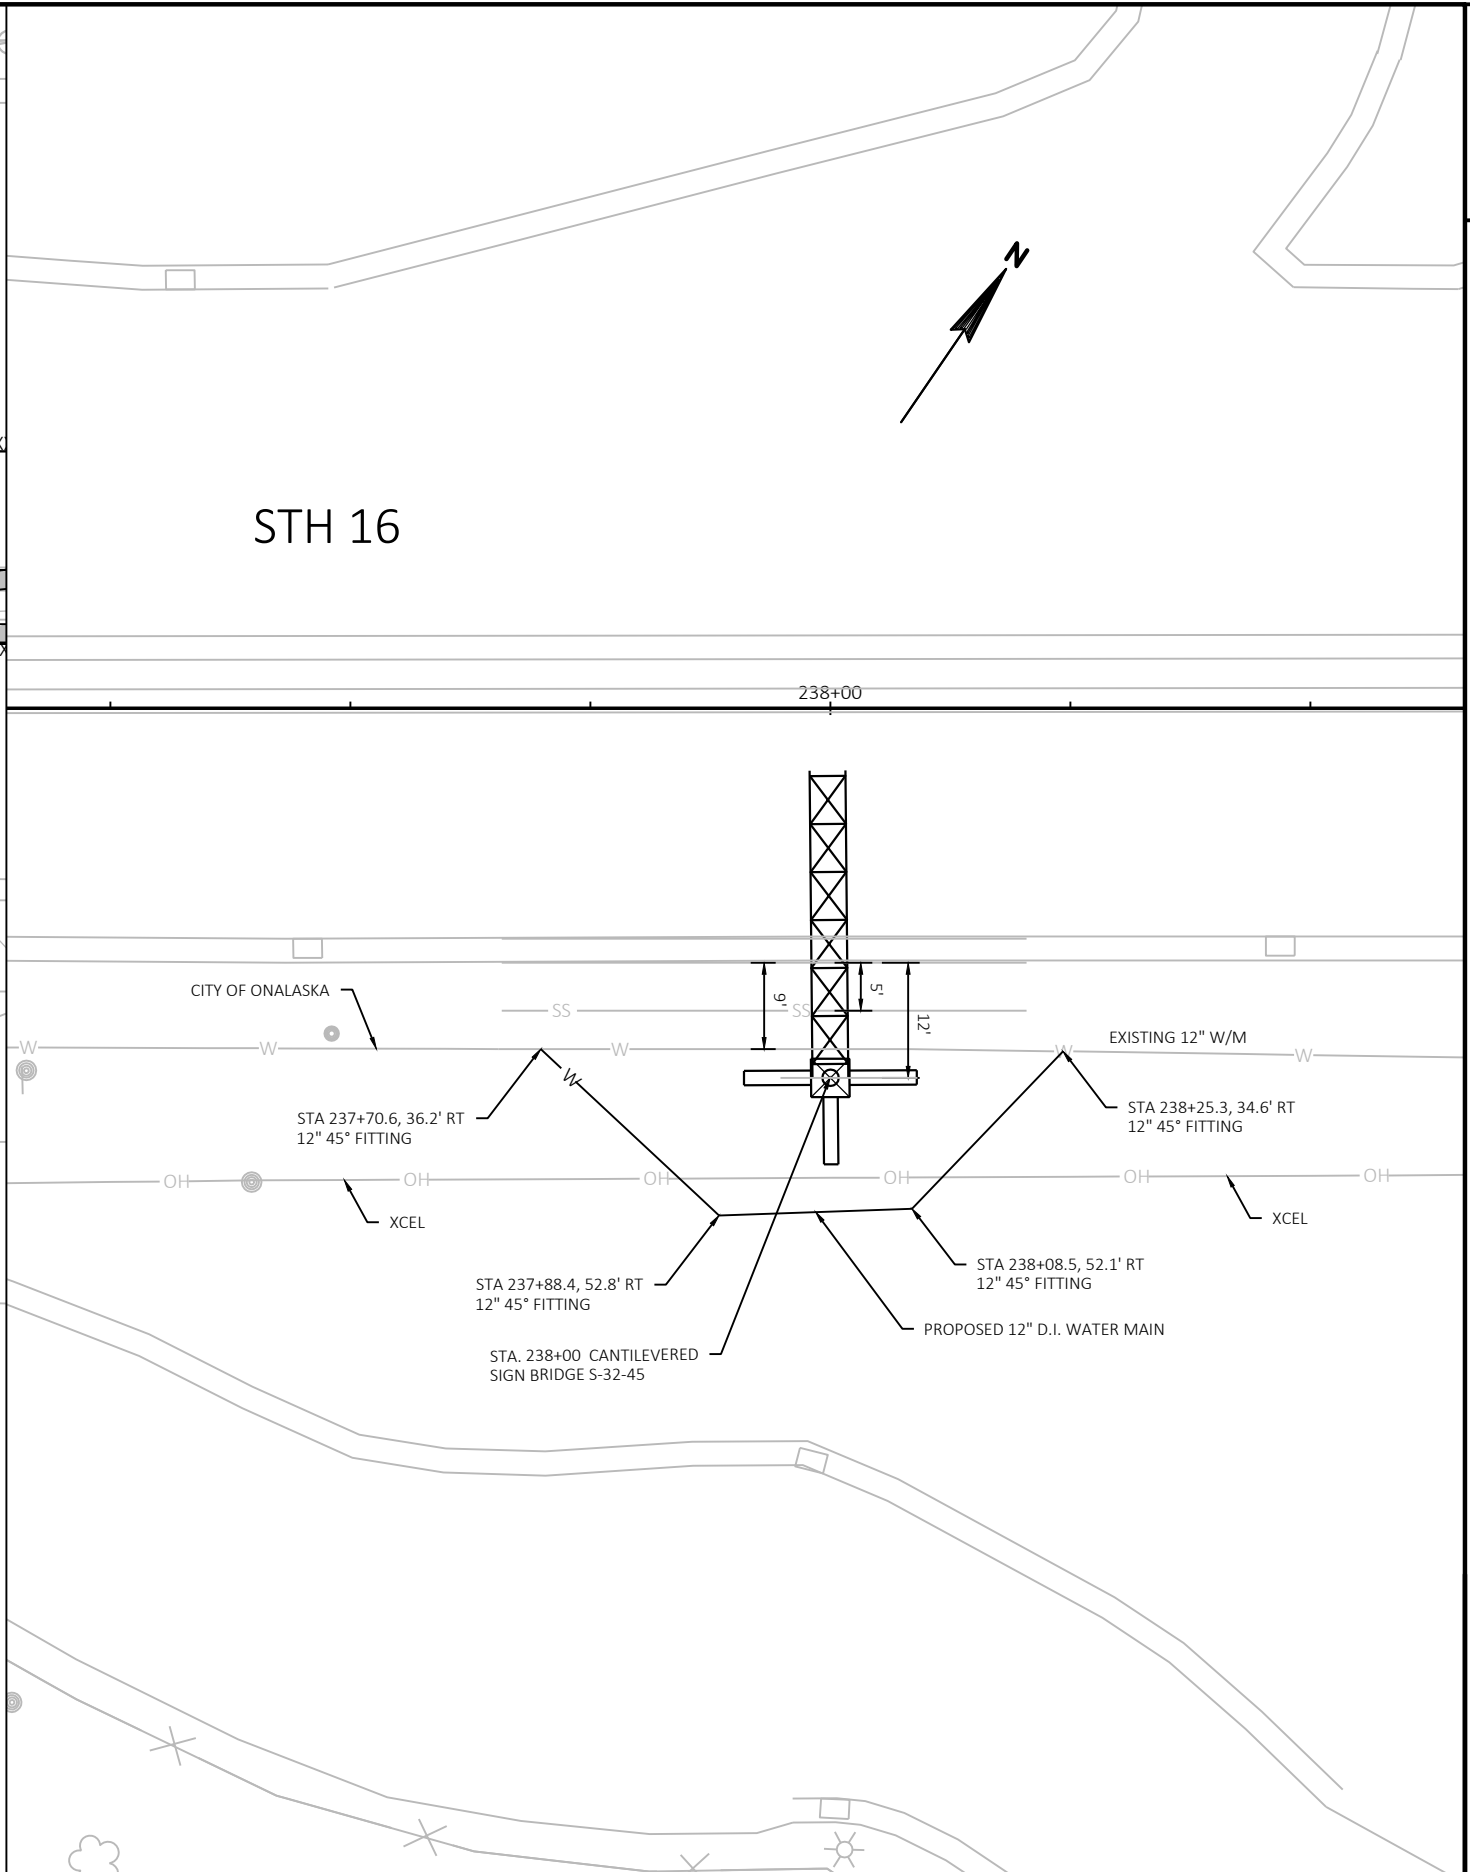 N
STH 16
238+00
CITY OF ONALASKA
9'
5'
12'
SS
SS
EXISTING 12" W/M
W
W
W
W
W
W
STA 237+70.6, 36.2' RT
12" 45° FITTING
STA 238+25.3, 34.6' RT
12" 45° FITTING
OH
OH
OH
OH
OH
OH
XCEL
XCEL
STA 237+88.4, 52.8' RT
12" 45° FITTING
STA 238+08.5, 52.1' RT
12" 45° FITTING
PROPOSED 12" D.I. WATER MAIN
STA. 238+00  CANTILEVERED
SIGN BRIDGE S-32-45